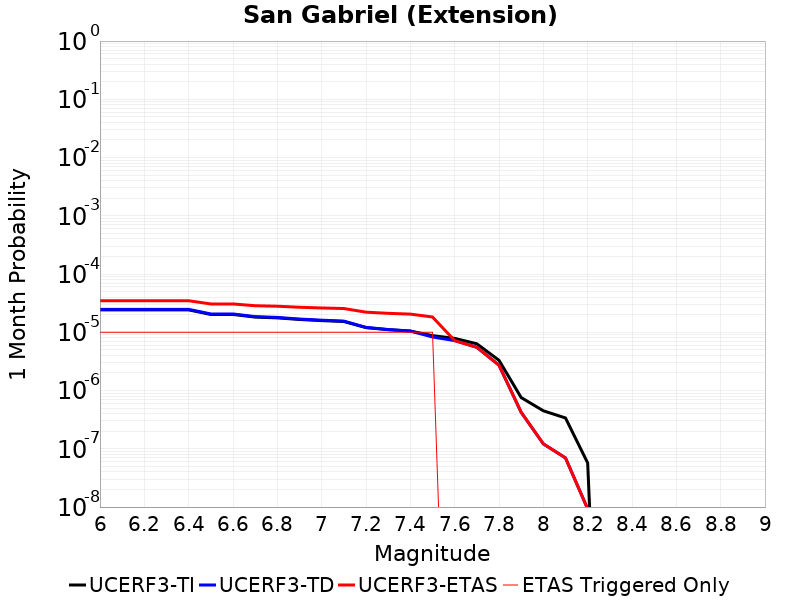 San Gabriel (Extension)
1 Month Probability
10^0
10^-1
10^-2
10^-3
10^-4
10^-5
10^-6
10^-7
10^-8
6 6.2 6.4 6.6 6.8 7 7.2 7.4 7.6 7.8 8 8.2 8.4 8.6 8.8 9
Magnitude
UCERF3-TI UCERF3-TD UCERF3-ETAS ETAS Triggered Only